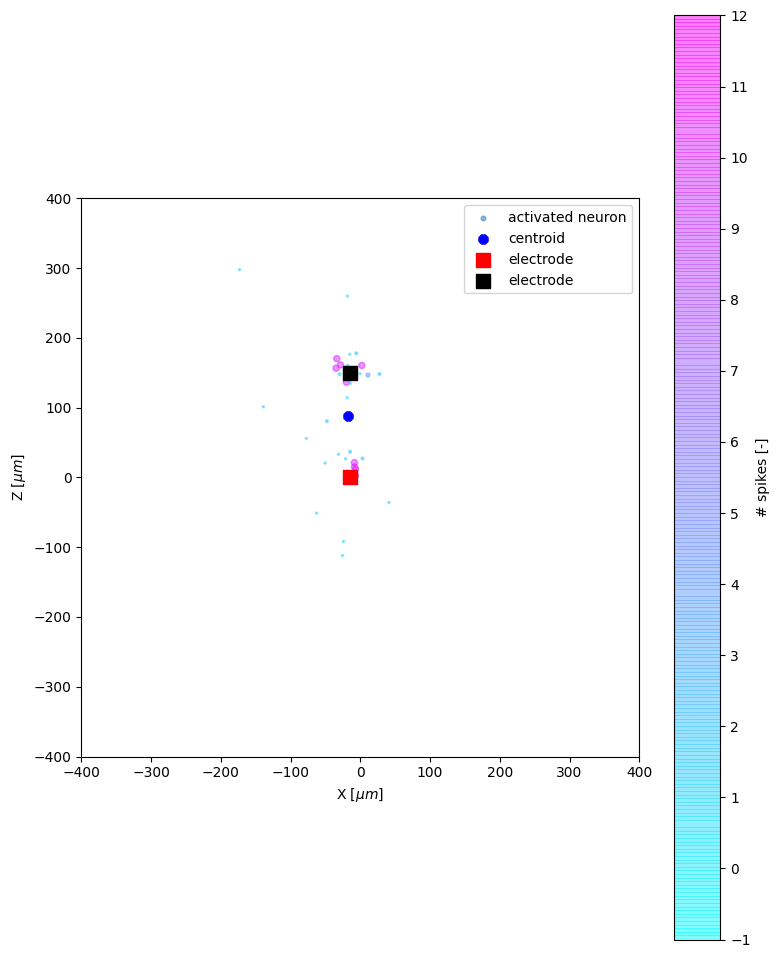 activated neuron
centroid
electrode
electrode
400
300
200
100
0
−100
−200
−300
−400
Z [μm]
−400 −300 −200 −100 0 100 200 300 400
X [μm]
12
11
10
9
8
7
6
5
4
3
2
1
0
−1
# spikes [-]